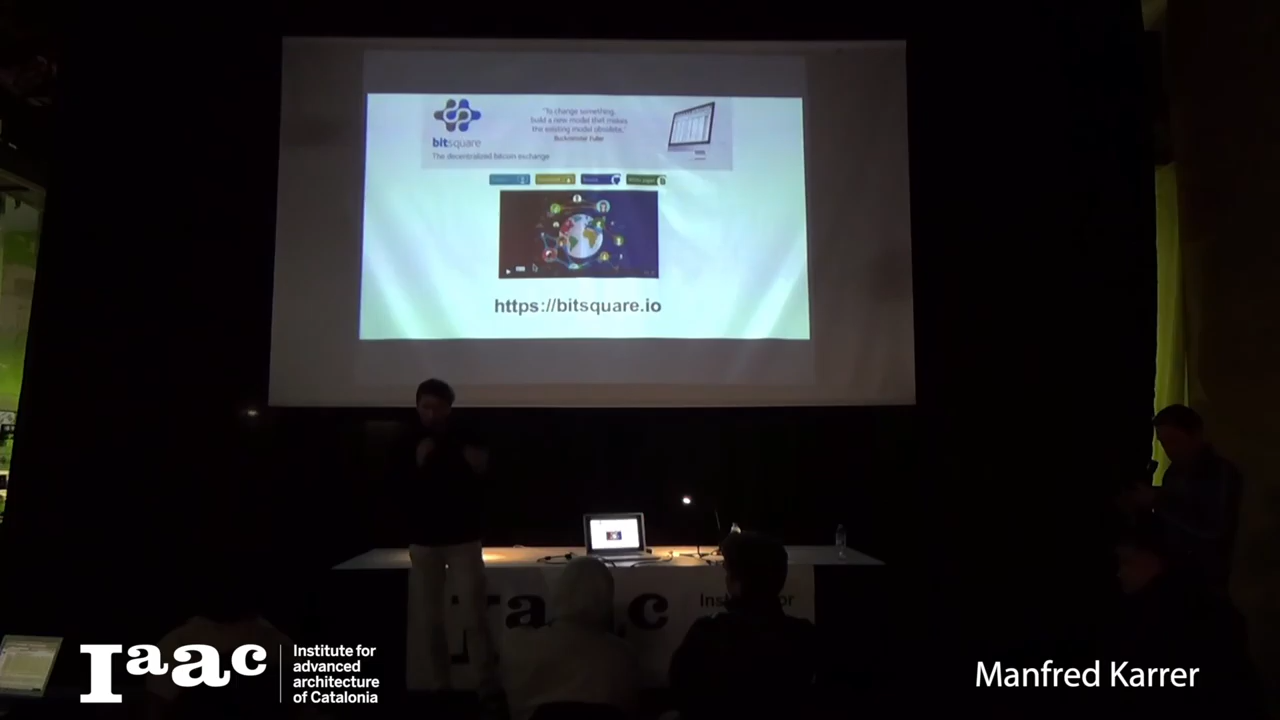 "To change something,
build a new model that makes
the existing model obsolete."
Buckminster Fuller
bitsquare
The decentralized bitcoin exchange
https://bitsquare.io
Iaac
Iaac
Institute for
advanced
architecture
of Catalonia
Manfred Karrer